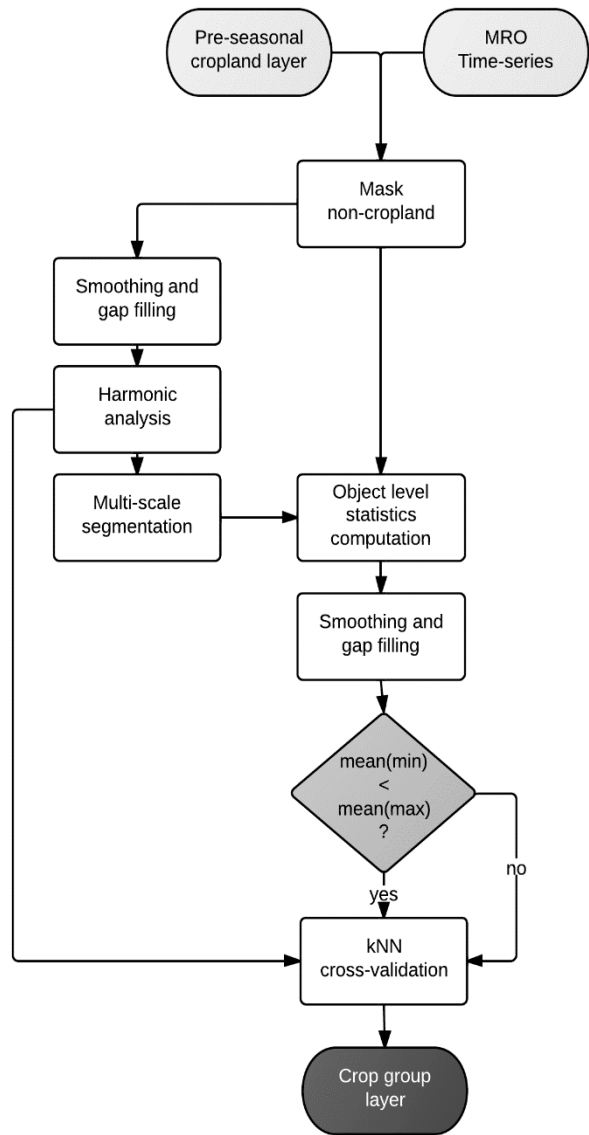 Pre-seasonal
cropland layer
MRO
Time-series
Mask
non-cropland
Smoothing and
gap filling
Harmonic
analysis
Multi-scale
segmentation
Object level
statistics
computation
Smoothing and
gap filling
mean(min)
<
mean(max)
?
no
yes
kNN
cross-validation
Crop group
layer